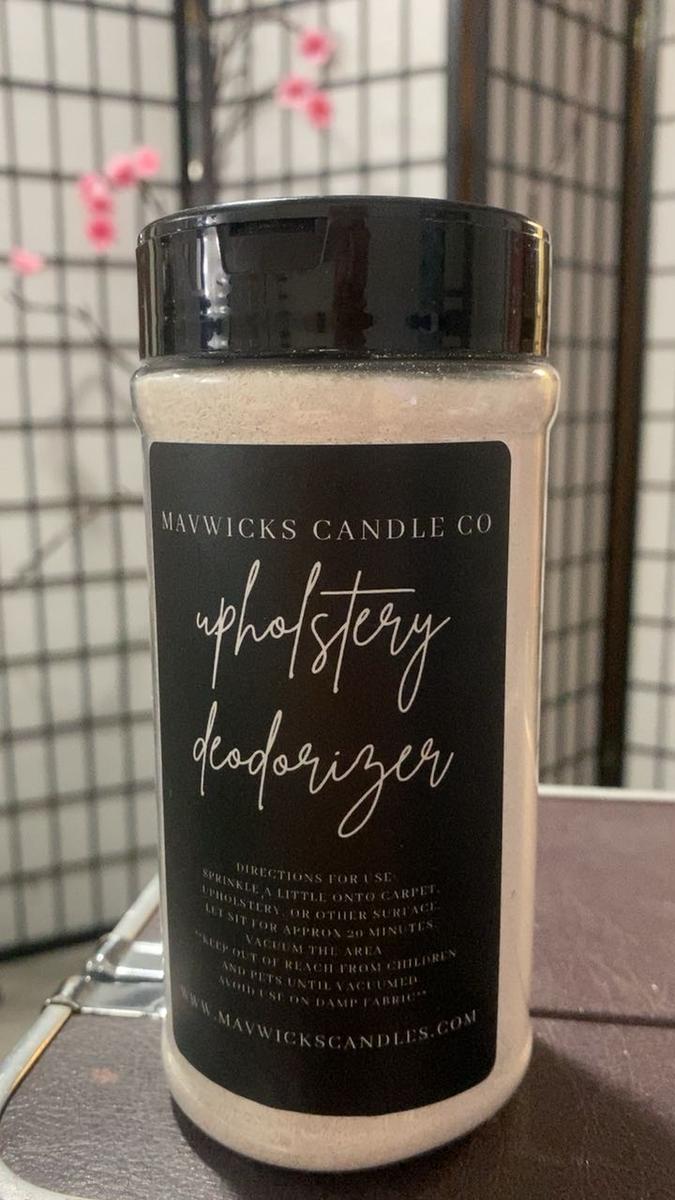 MAVWICKS CANDLE CO
upholstery
deodorizer
DIRECTIONS FOR USE:
SPRINKLE A LITTLE ONTO CARPET,
UPHOLSTERY, OR OTHER SURFACE.
LET SIT FOR APPROX 20 MINUTES.
VACUUM THE AREA
**KEEP OUT OF REACH FROM CHILDREN
AND PETS UNTIL VACUUMED
AVOID USE ON DAMP FABRIC**
WWW.MAVWICKSCANDLES.COM